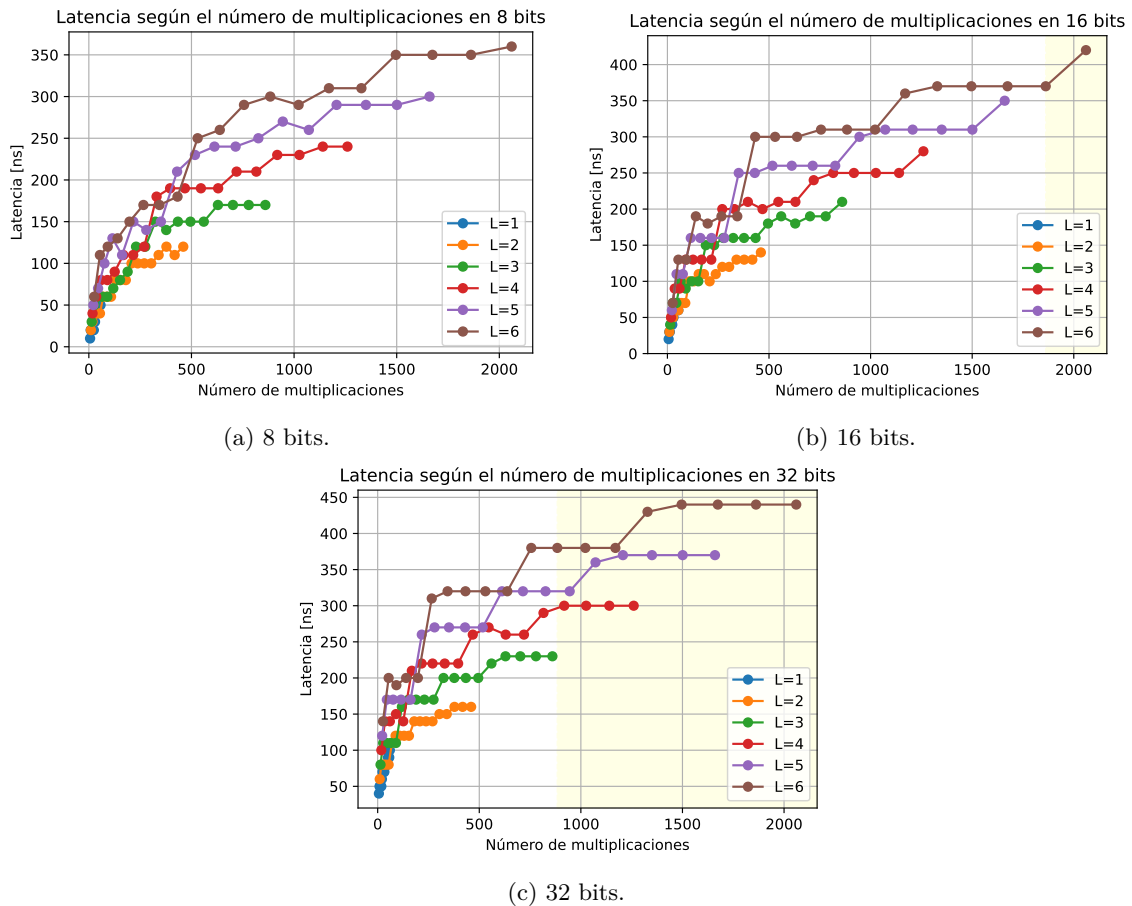 Latencia según el número de multiplicaciones en 8 bits
Latencia [ns]
350
300
250
200
150
100
50
0
0 500 1000 1500 2000
Número de multiplicaciones
L=1
L=2
L=3
L=4
L=5
L=6
(a) 8 bits.
Latencia según el número de multiplicaciones en 16 bits
Latencia [ns]
400
350
300
250
200
150
100
50
0
0 500 1000 1500 2000
Número de multiplicaciones
L=1
L=2
L=3
L=4
L=5
L=6
(b) 16 bits.
Latencia según el número de multiplicaciones en 32 bits
Latencia [ns]
450
400
350
300
250
200
150
100
50
0 500 1000 1500 2000
Número de multiplicaciones
L=1
L=2
L=3
L=4
L=5
L=6
(c) 32 bits.